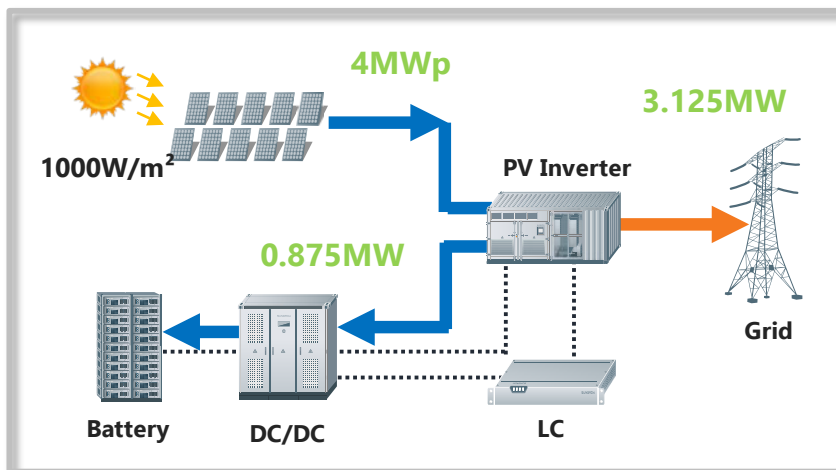 4MWp
3.125MW
1000W/m²
PV Inverter
0.875MW
Grid
Battery
DC/DC
LC